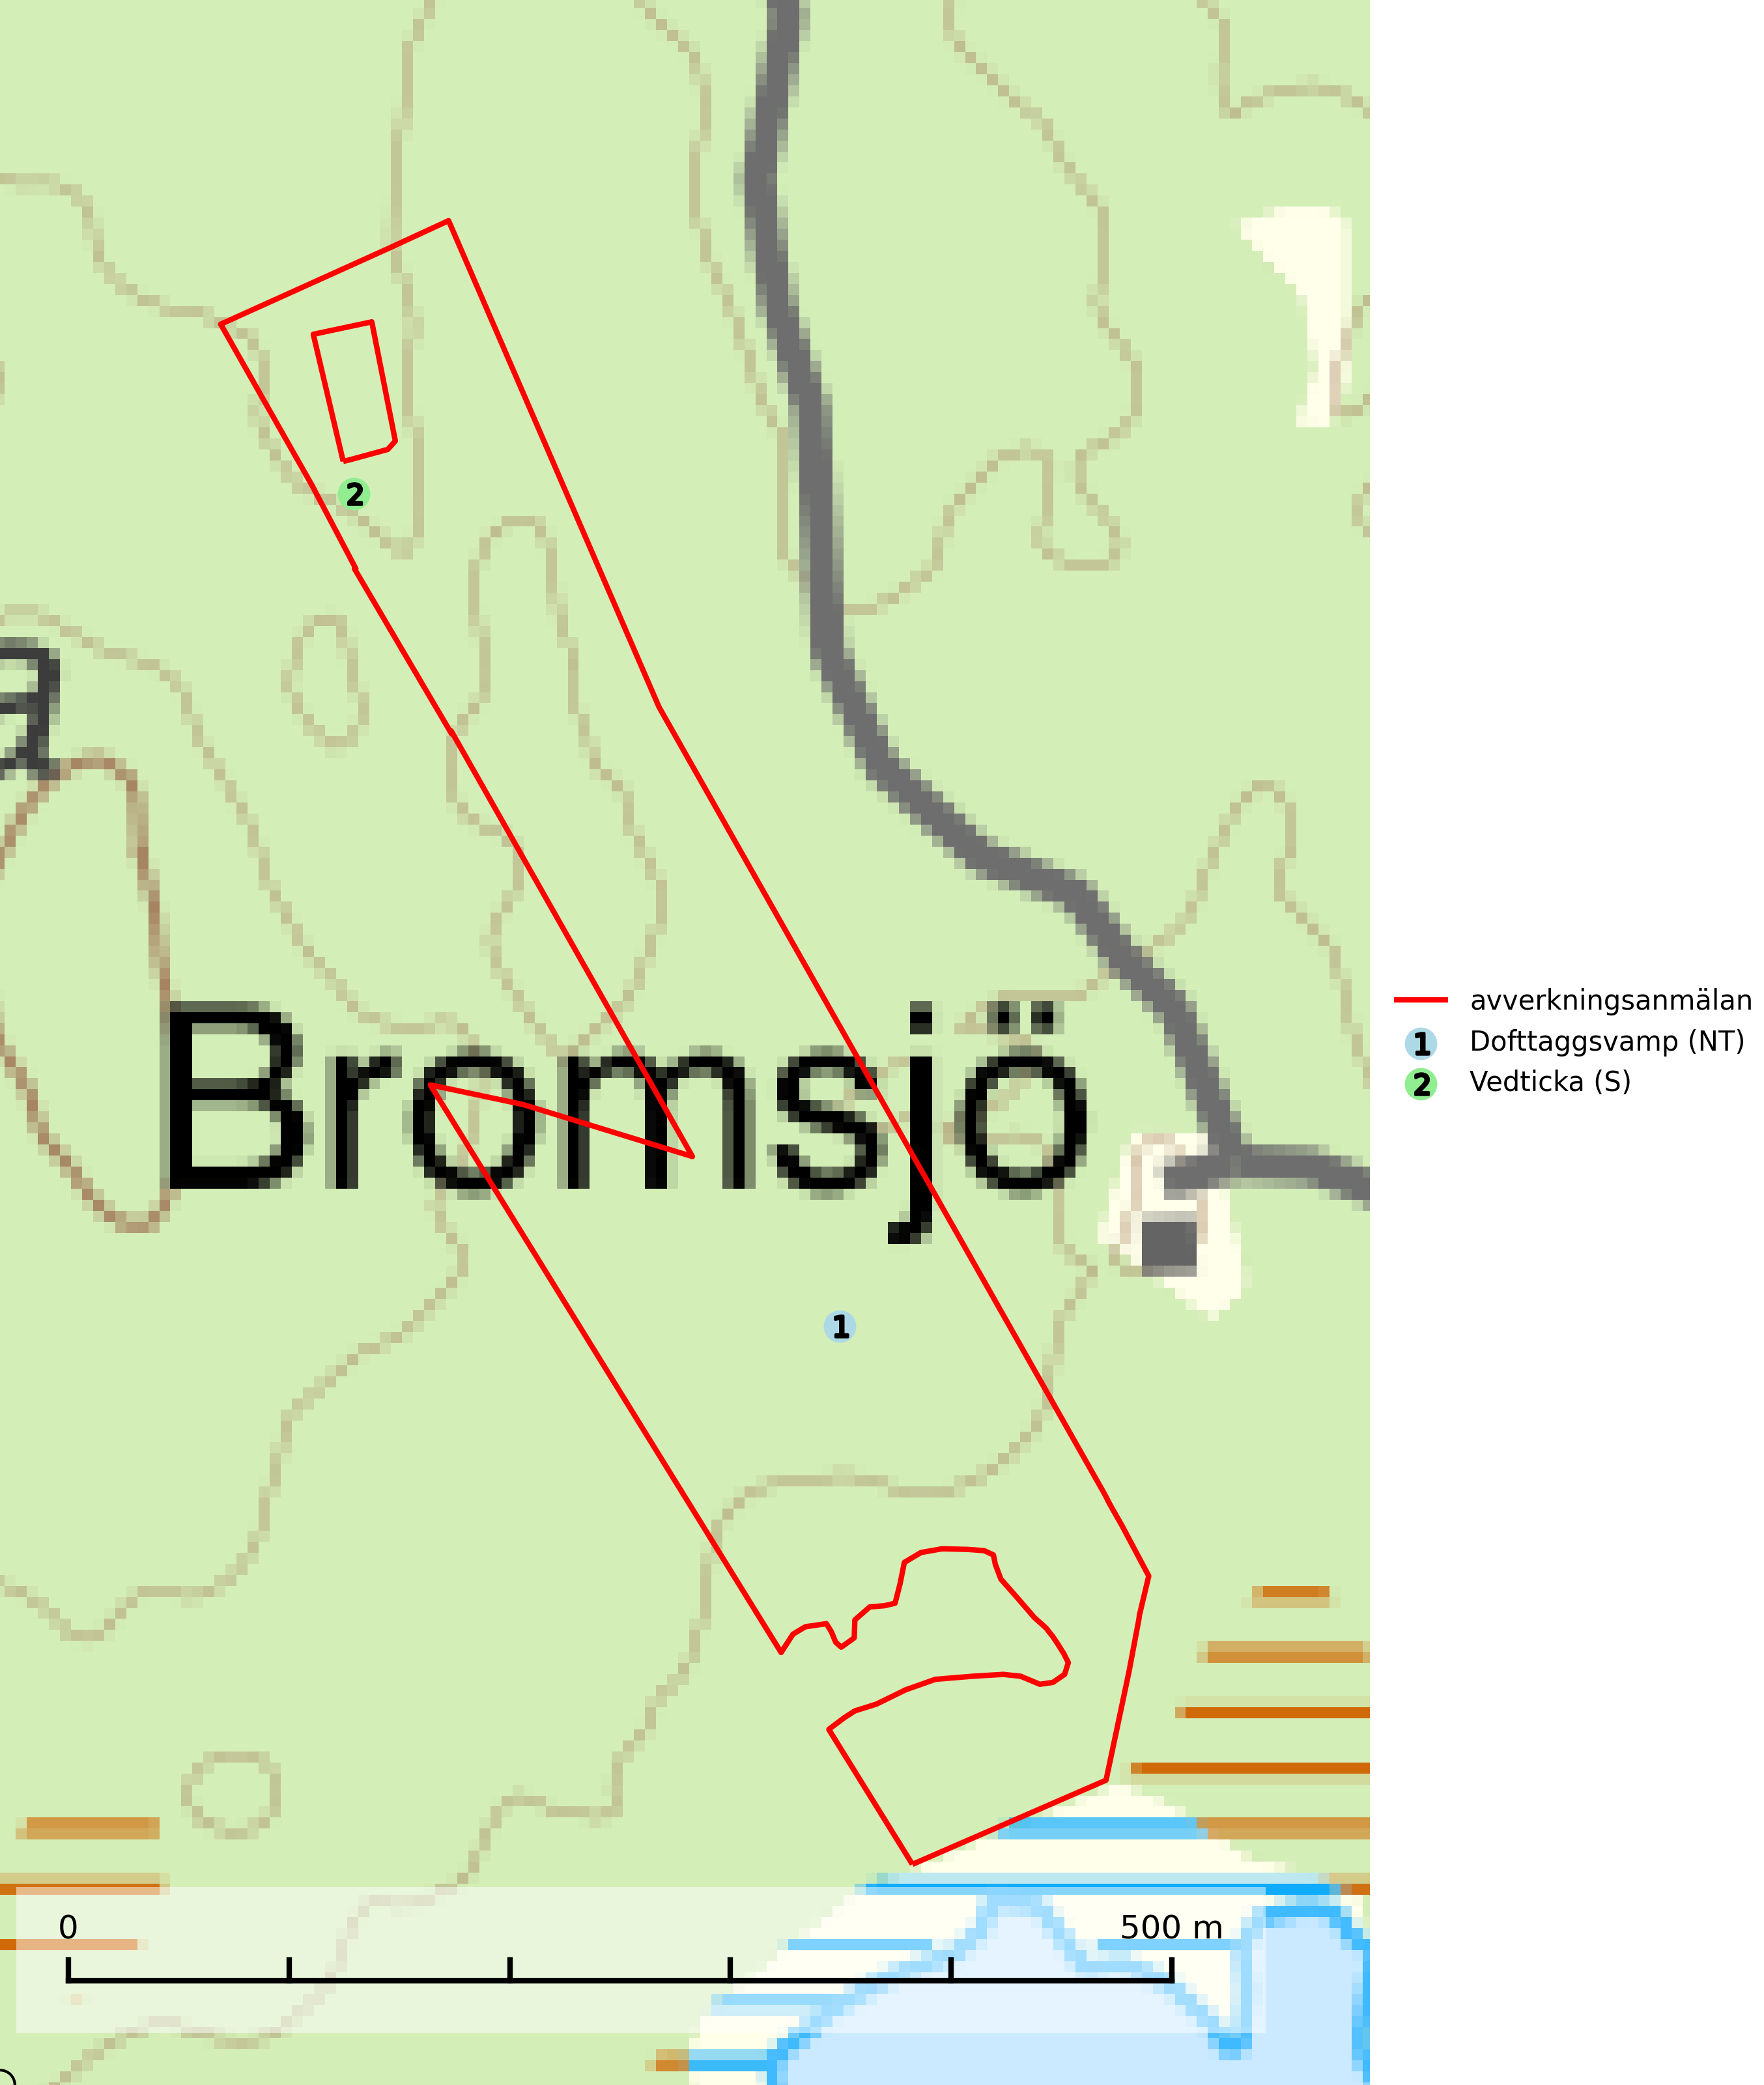 2
a
Bromsjö
1
avverkningsanmälan
1 Dofttaggsvamp (NT)
2 Vedticka (S)
0 500 m